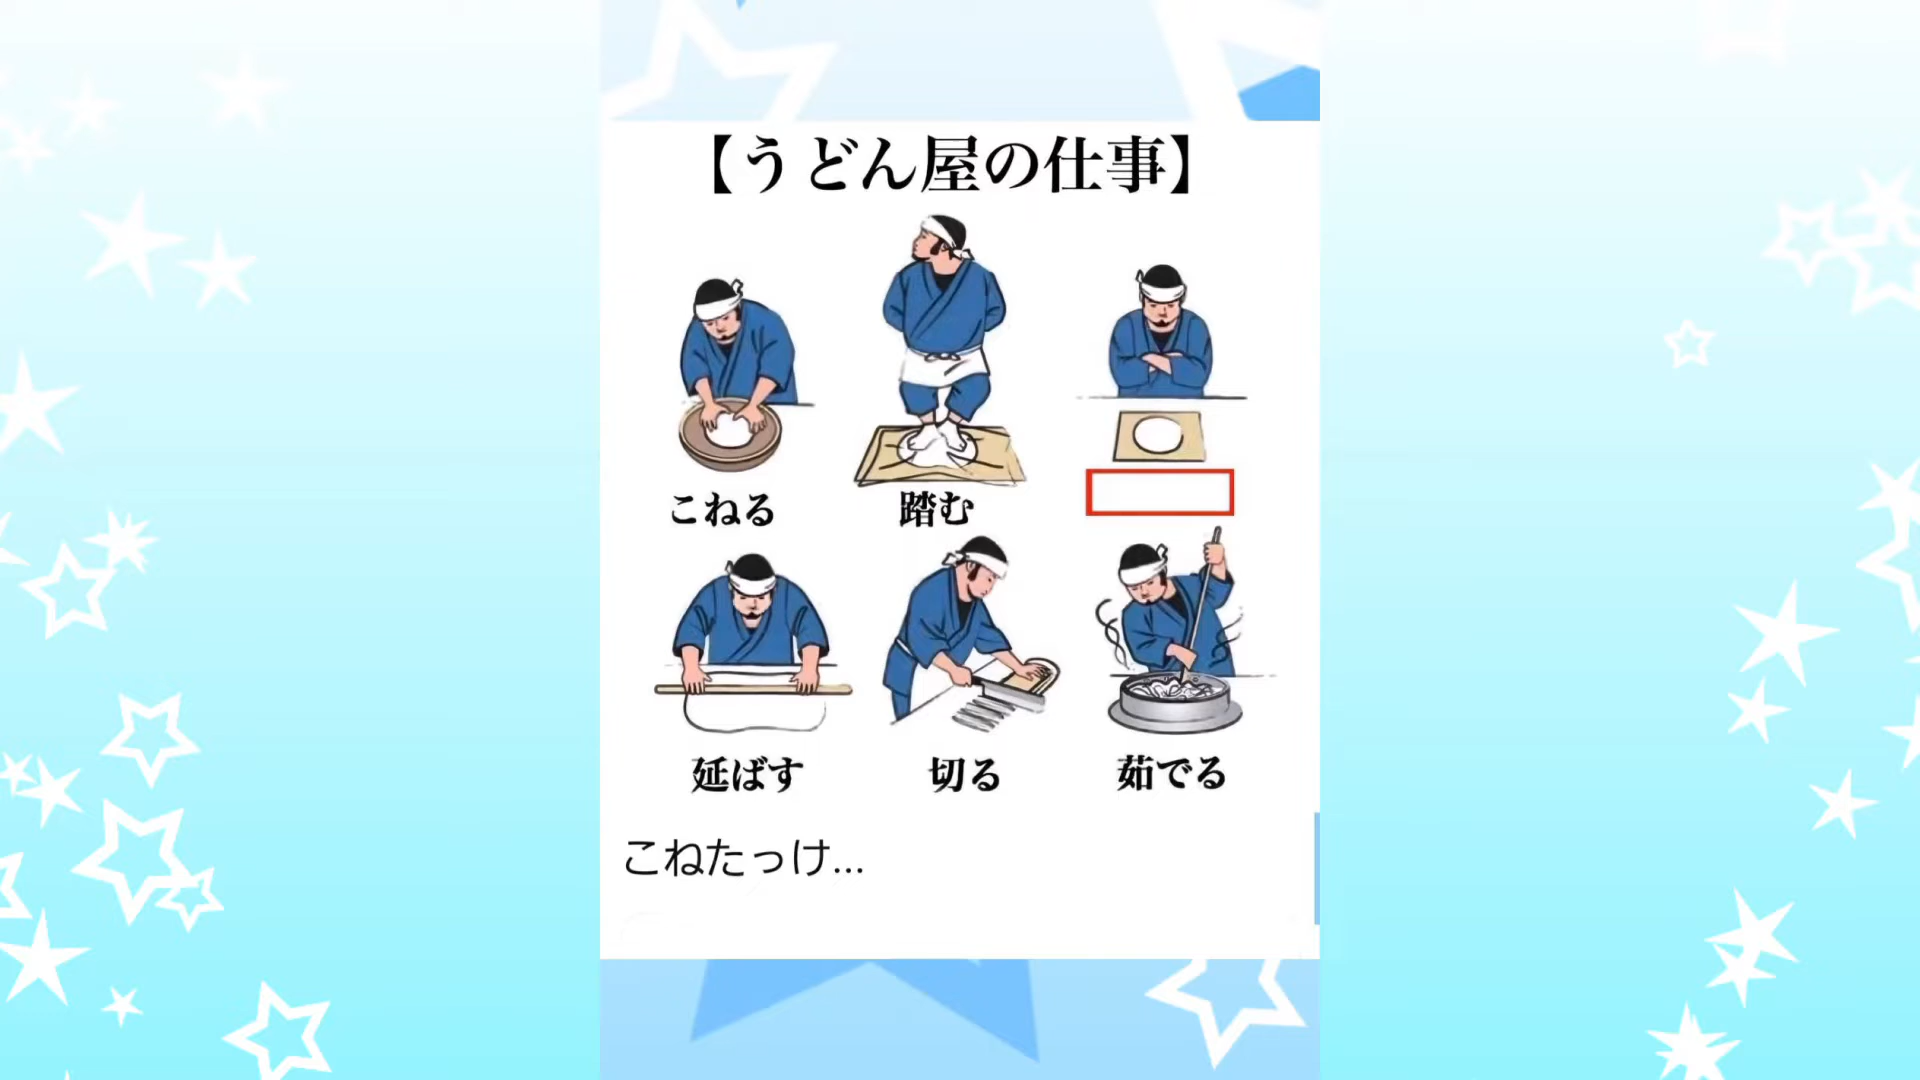 【うどん屋の仕事】
こねる
踏む
延ばす
切る
茹でる
こねたっけ...